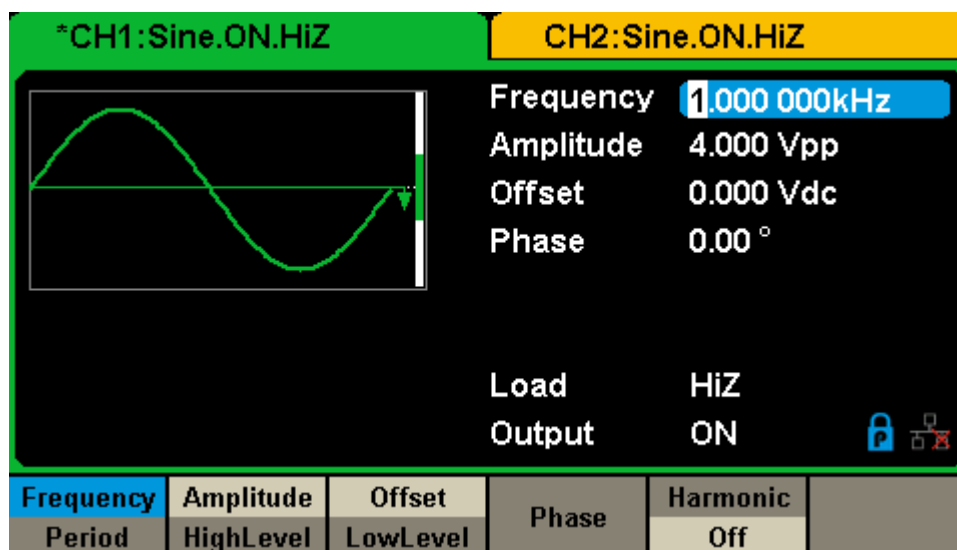 *CH1:Sine.ON.HiZ CH2:Sine.ON.HiZ
Frequency 1.000 000kHz
Amplitude 4.000 Vpp
Offset 0.000 Vdc
Phase 0.00 °
Load HiZ
Output ON P
Frequency Amplitude Offset Phase Harmonic
Period HighLevel LowLevel Off